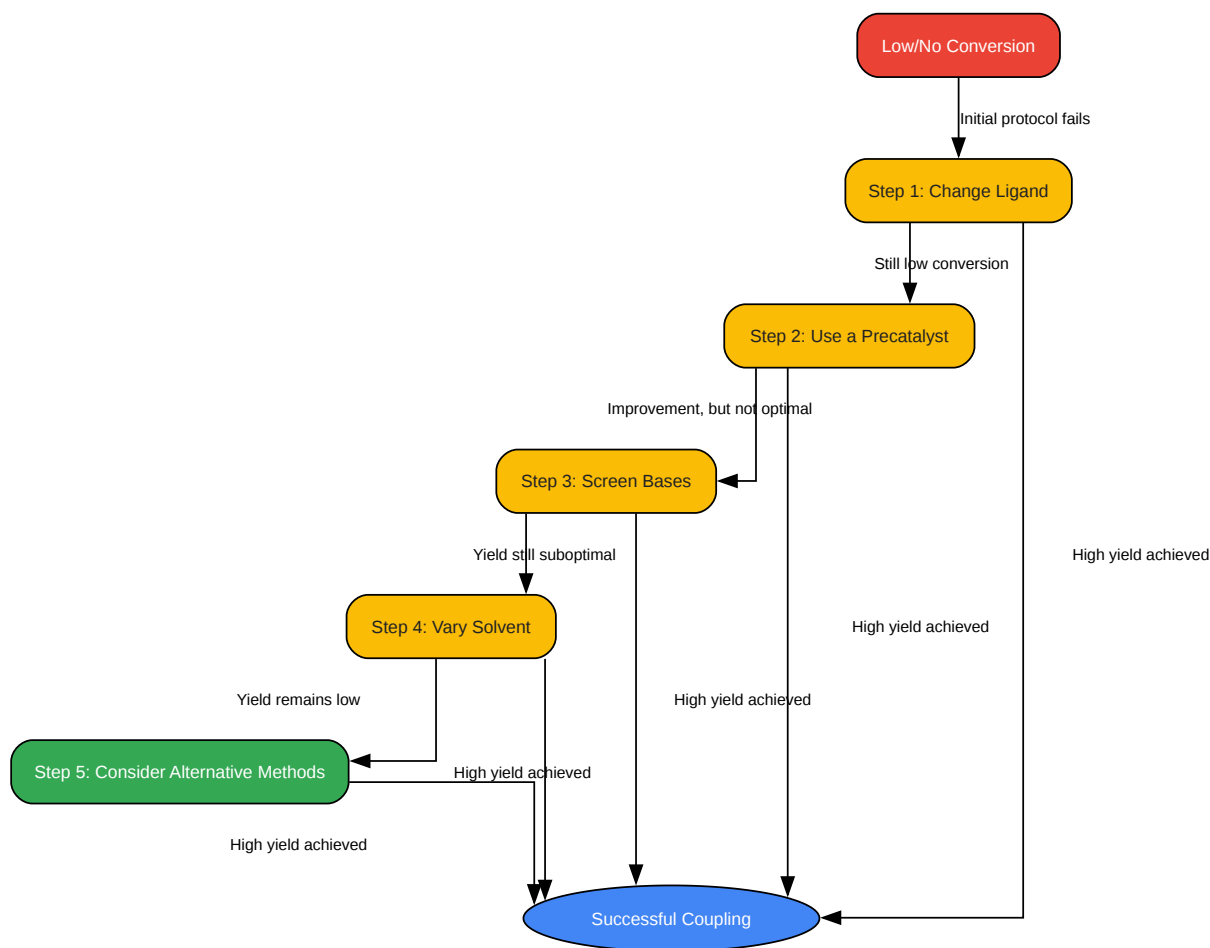 Low/No Conversion
Initial protocol fails
Step 1: Change Ligand
Still low conversion
Step 2: Use a Precatalyst
Improvement, but not optimal
Step 3: Screen Bases
Yield still suboptimal
High yield achieved
Step 4: Vary Solvent
High yield achieved
Yield remains low
High yield achieved
Step 5: Consider Alternative Methods
High yield achieved
High yield achieved
Successful Coupling